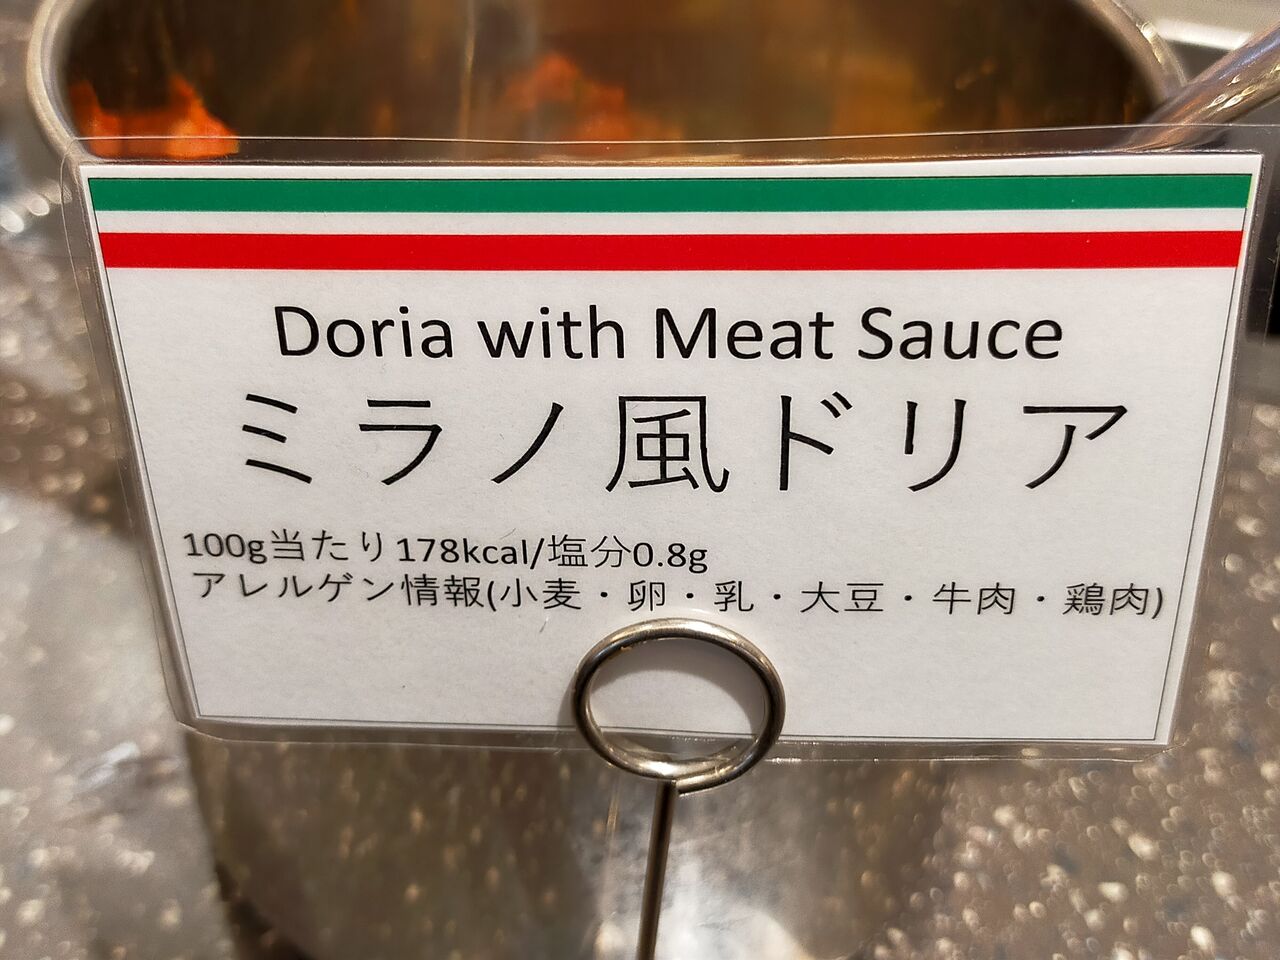 Doria with Meat Sauce
ミラノ風ドリア
100g当たり178kcal/塩分0.8g
アレルゲン情報(小麦・卵・乳・大豆・牛肉・鶏肉)